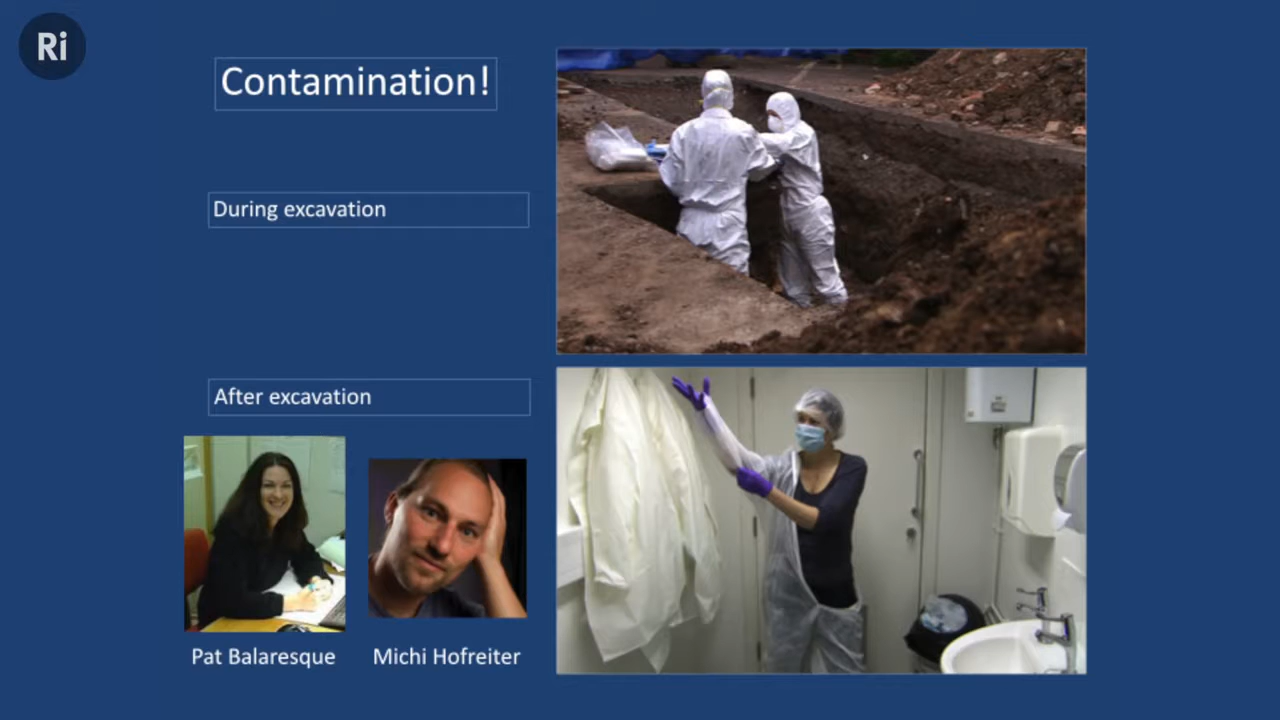 Ri
Contamination!
During excavation
After excavation
Pat Balaresque
Michi Hofreiter